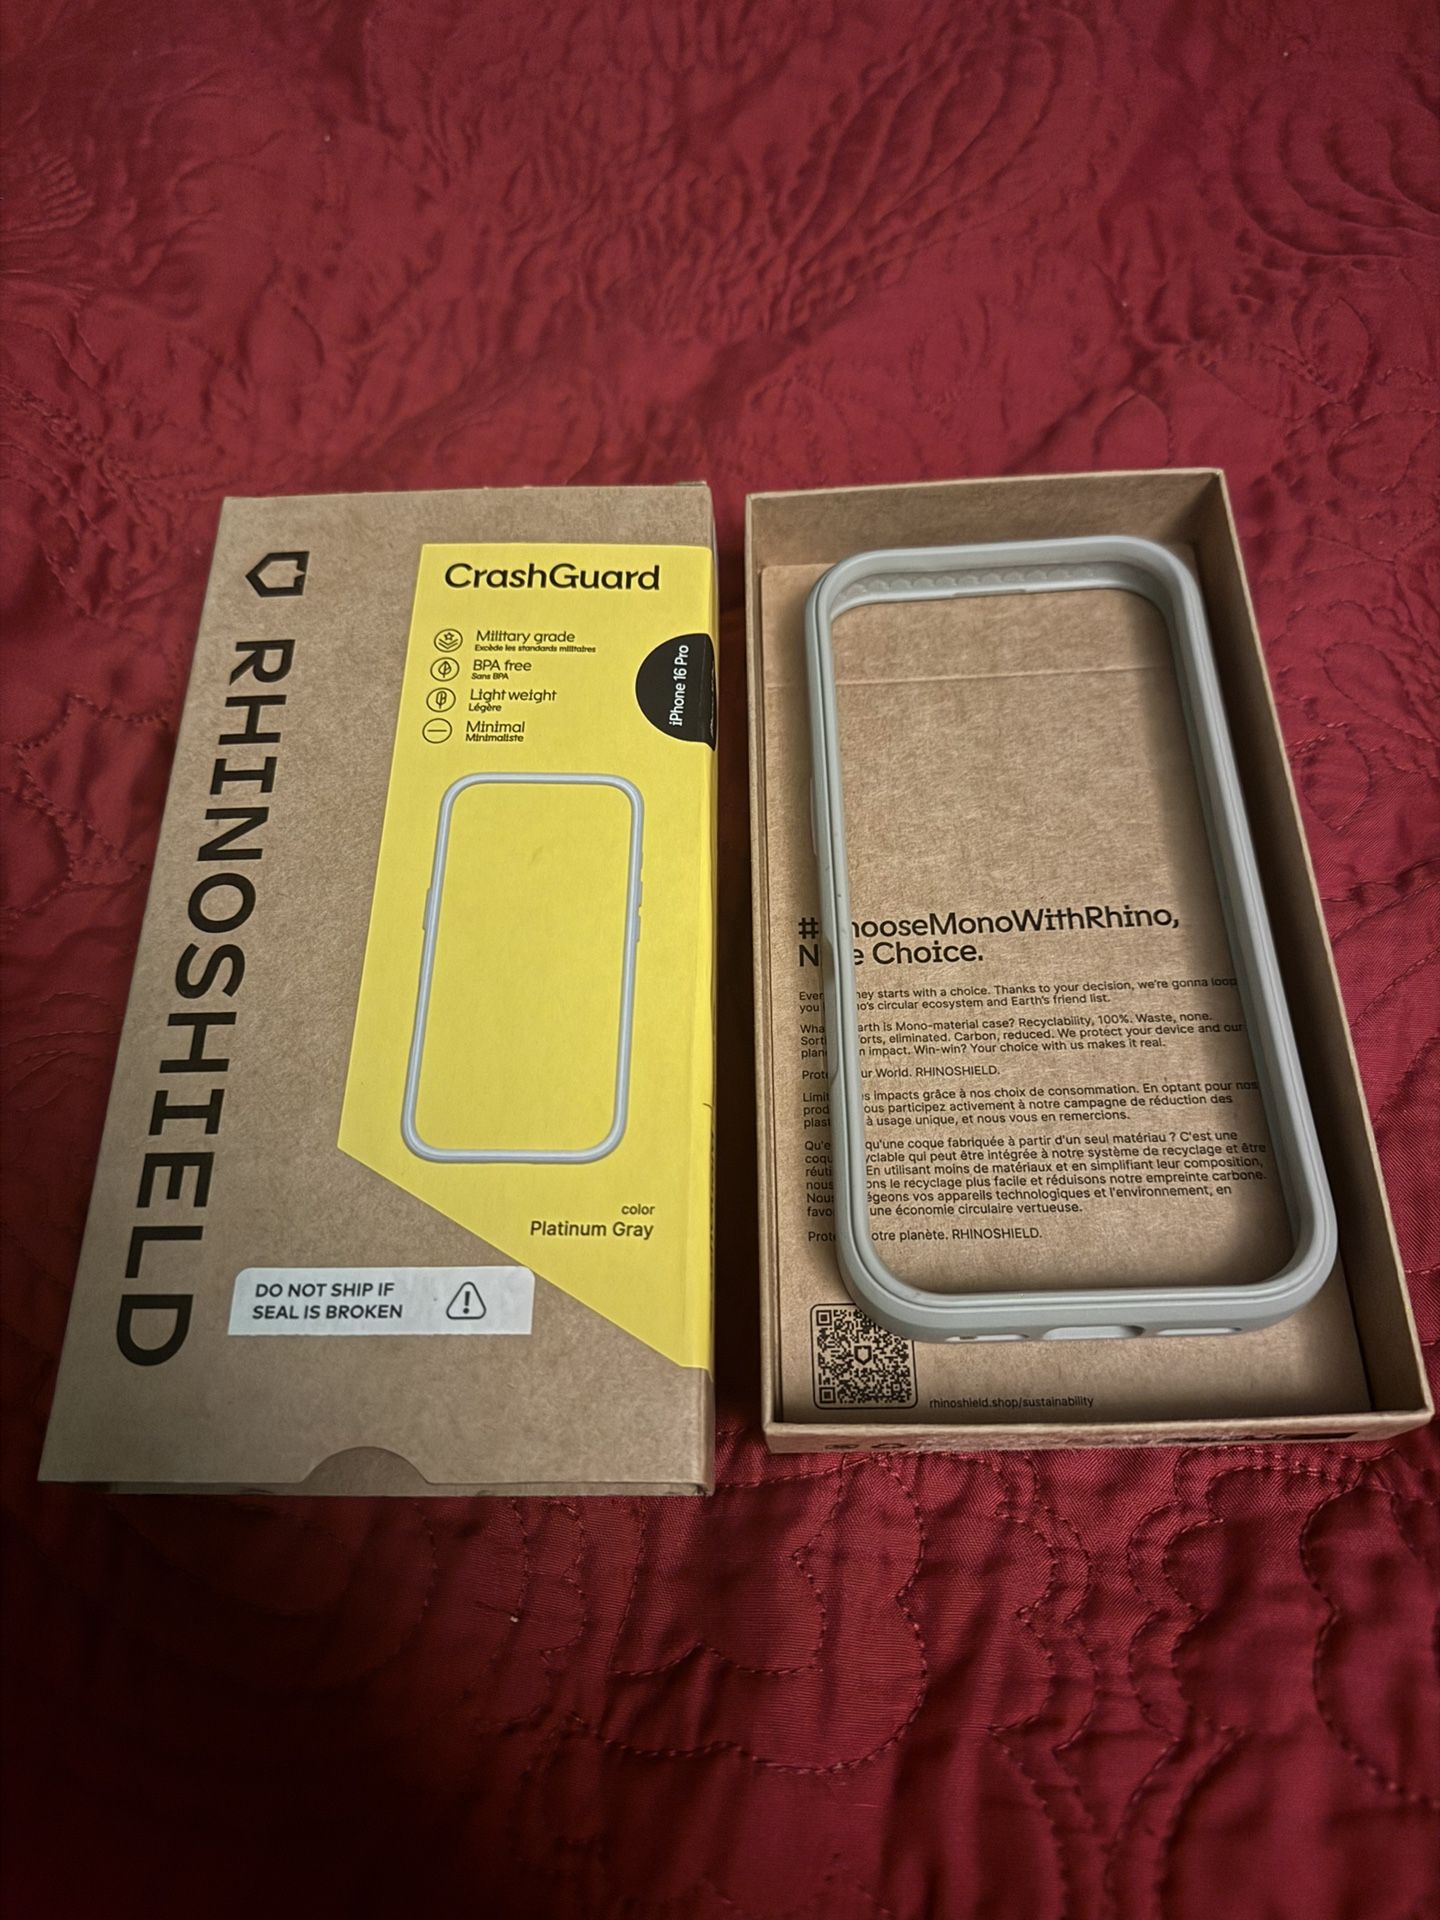 RHINOSHIELD
CrashGuard
Military grade
Excède les standards militaires
BPA free
Sans BPA
Light weight
Légère
Minimal
Minimaliste
iPhone 16 Pro
color
Platinum Gray
DO NOT SHIP IF
SEAL IS BROKEN
# ooseMonoWithRhino,
N e Choice.
Ever ey starts with a choice. Thanks to your decision, we're gonna loop
you o's circular ecosystem and Earth's friend list.
Wha arth is Mono-material case? Recyclability, 100%. Waste, none.
Sorti orts, eliminated. Carbon, reduced. We protect your device and our
plan n impact. Win-win? Your choice with us makes it real.
Prote ur World. RHINOSHIELD.
Limit s impacts grâce à nos choix de consommation. En optant pour nos
prod ous participez activement à notre campagne de réduction des
plast à usage unique, et nous vous en remercions.
Qu'e qu'une coque fabriquée à partir d'un seul matériau ? C'est une
coqu yclable qui peut être intégrée à notre système de recyclage et être
réuti En utilisant moins de matériaux et en simplifiant leur composition,
nous ons le recyclage plus facile et réduisons notre empreinte carbone.
Nous égeons vos appareils technologiques et l'environnement, en
favo une économie circulaire vertueuse.
Prote otre planète. RHINOSHIELD.
rhinoshield.shop/sustainability